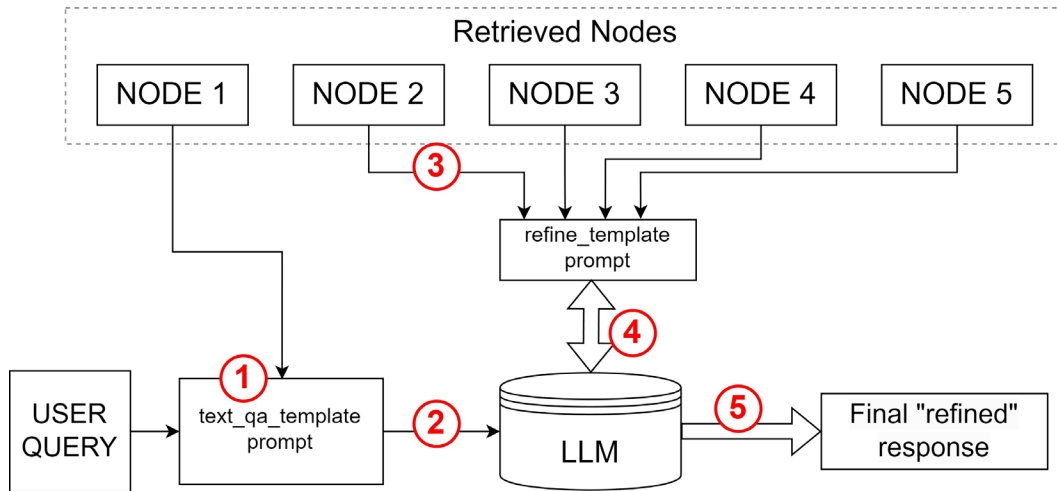 Retrieved Nodes
NODE 1
NODE 2
NODE 3
NODE 4
NODE 5
3
refine_template
prompt
4
1
USER
QUERY
text_qa_template
prompt
2
LLM
5
Final "refined"
response